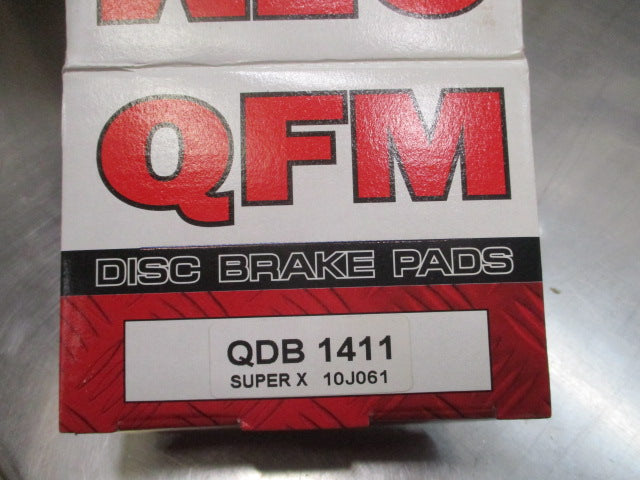 QFM
DISC BRAKE PADS
QDB 1411
SUPER X 10J061